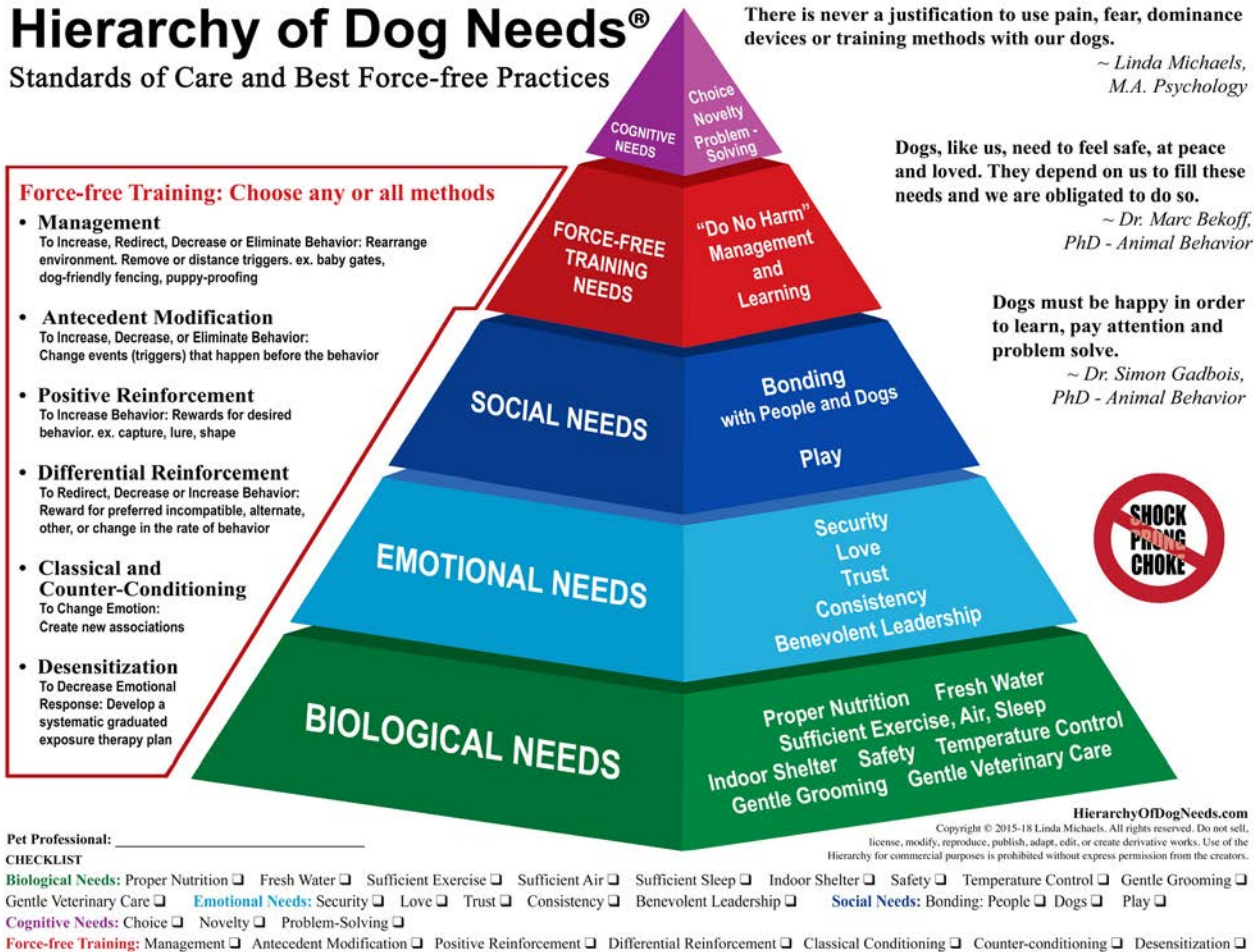 Hierarchy of Dog Needs®
Standards of Care and Best Force-free Practices
There is never a justification to use pain, fear, dominance
devices or training methods with our dogs.
~ Linda Michaels,
M.A. Psychology
Dogs, like us, need to feel safe, at peace
and loved. They depend on us to fill these
needs and we are obligated to do so.
~ Dr. Marc Bekoff,
PhD - Animal Behavior
Dogs must be happy in order
to learn, pay attention and
problem solve.
~ Dr. Simon Gadbois,
PhD - Animal Behavior
SHOCK
PRONG
CHOKE
Force-free Training: Choose any or all methods
• Management
To Increase, Redirect, Decrease or Eliminate Behavior: Rearrange
environment. Remove or distance triggers. ex. baby gates,
dog-friendly fencing, puppy-proofing
• Antecedent Modification
To Increase, Decrease, or Eliminate Behavior:
Change events (triggers) that happen before the behavior
• Positive Reinforcement
To Increase Behavior: Rewards for desired
behavior. ex. capture, lure, shape
• Differential Reinforcement
To Redirect, Decrease or Increase Behavior:
Reward for preferred incompatible, alternate,
other, or change in the rate of behavior
• Classical and
Counter-Conditioning
To Change Emotion:
Create new associations
• Desensitization
To Decrease Emotional
Response: Develop a
systematic graduated
exposure therapy plan
COGNITIVE
NEEDS
Choice
Novelty
Problem -
Solving
FORCE-FREE
TRAINING
NEEDS
“Do No Harm”
Management
and
Learning
SOCIAL NEEDS
Bonding
with People and Dogs
Play
EMOTIONAL NEEDS
Security
Love
Trust
Consistency
Benevolent Leadership
BIOLOGICAL NEEDS
Proper Nutrition Fresh Water
Sufficient Exercise, Air, Sleep
Indoor Shelter Safety Temperature Control
Gentle Grooming Gentle Veterinary Care
HierarchyOfDogNeeds.com
Copyright © 2015-18 Linda Michaels. All rights reserved. Do not sell,
license, modify, reproduce, publish, adapt, edit, or create derivative works. Use of the
Hierarchy for commercial purposes is prohibited without express permission from the creators.
Pet Professional: ____________________
CHECKLIST
Biological Needs: Proper Nutrition ❏ Fresh Water ❏ Sufficient Exercise ❏ Sufficient Air ❏ Sufficient Sleep ❏ Indoor Shelter ❏ Safety ❏ Temperature Control ❏ Gentle Grooming ❏
Gentle Veterinary Care ❏ Emotional Needs: Security ❏ Love ❏ Trust ❏ Consistency ❏ Benevolent Leadership ❏ Social Needs: Bonding: People ❏ Dogs ❏ Play ❏
Cognitive Needs: Choice ❏ Novelty ❏ Problem-Solving ❏
Force-free Training: Management ❏ Antecedent Modification ❏ Positive Reinforcement ❏ Differential Reinforcement ❏ Classical Conditioning ❏ Counter-conditioning ❏ Desensitization ❏